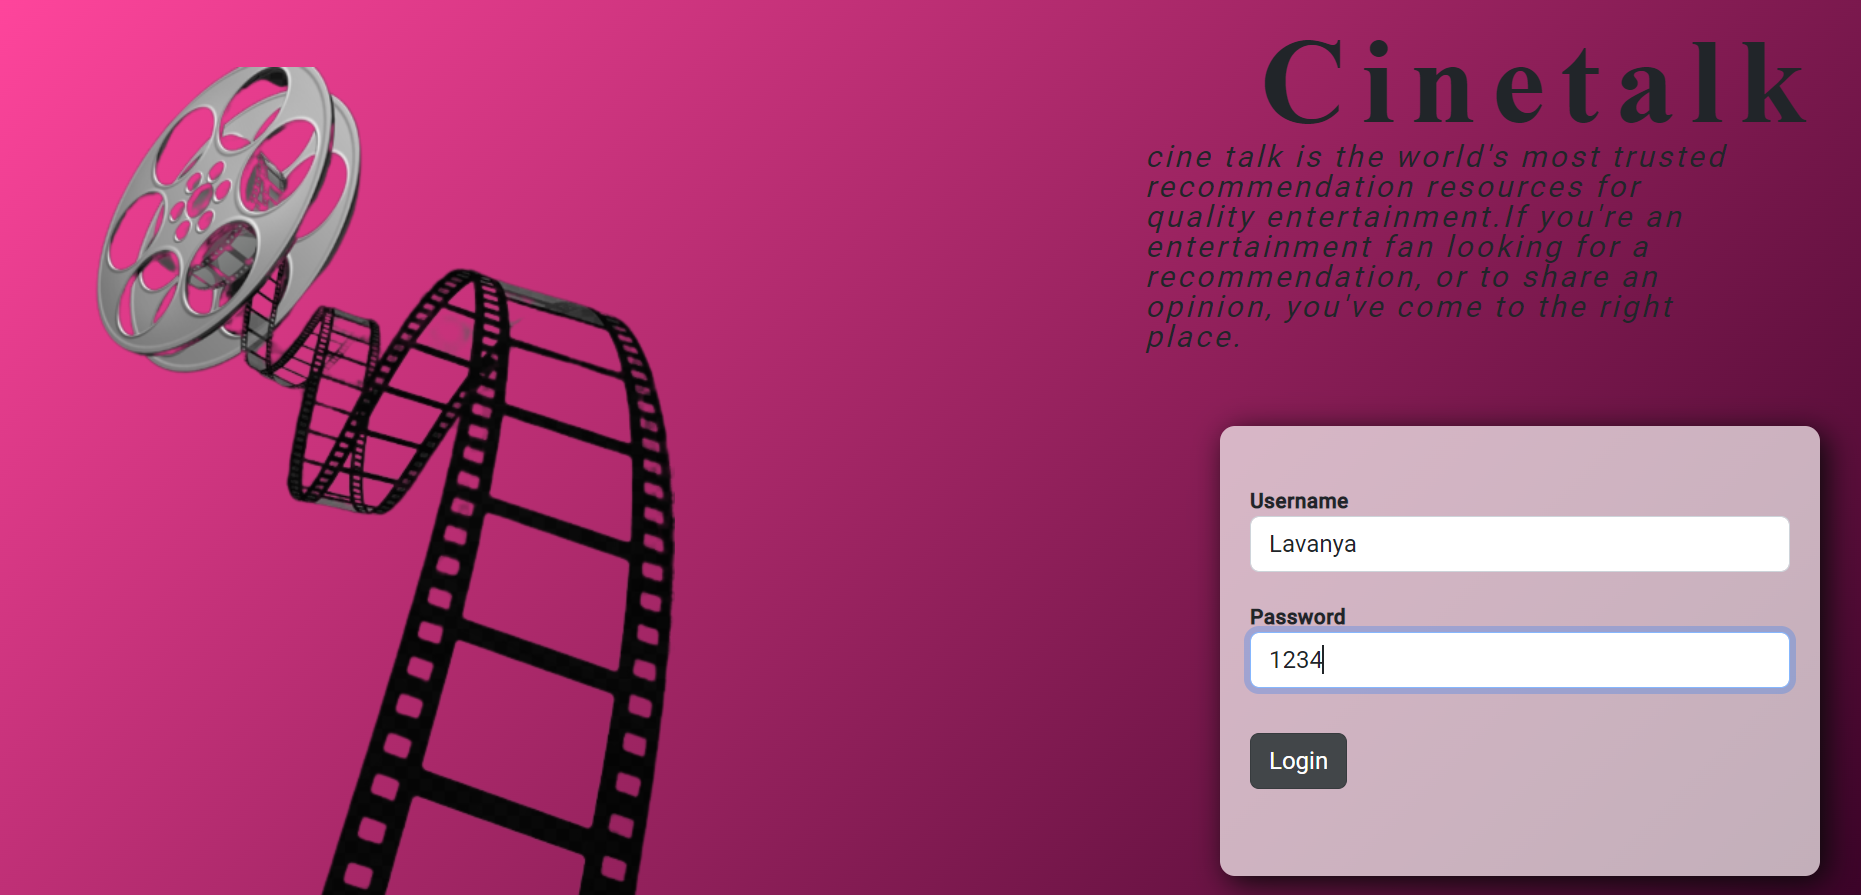 Cinetalk
cine talk is the world's most trusted
recommendation resources for
quality entertainment.If you're an
entertainment fan looking for a
recommendation, or to share an
opinion, you've come to the right
place.
Username
Lavanya
Password
1234
Login